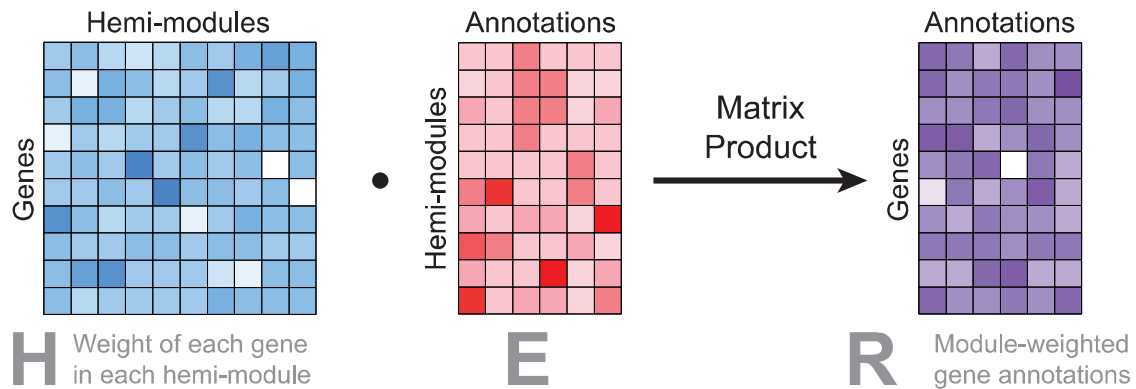 Hemi-modules
Annotations
Annotations
Genes
Hemi-modules
Matrix
Product
Genes
H
Weight of each gene
in each hemi-module
E
R
Module-weighted
gene annotations